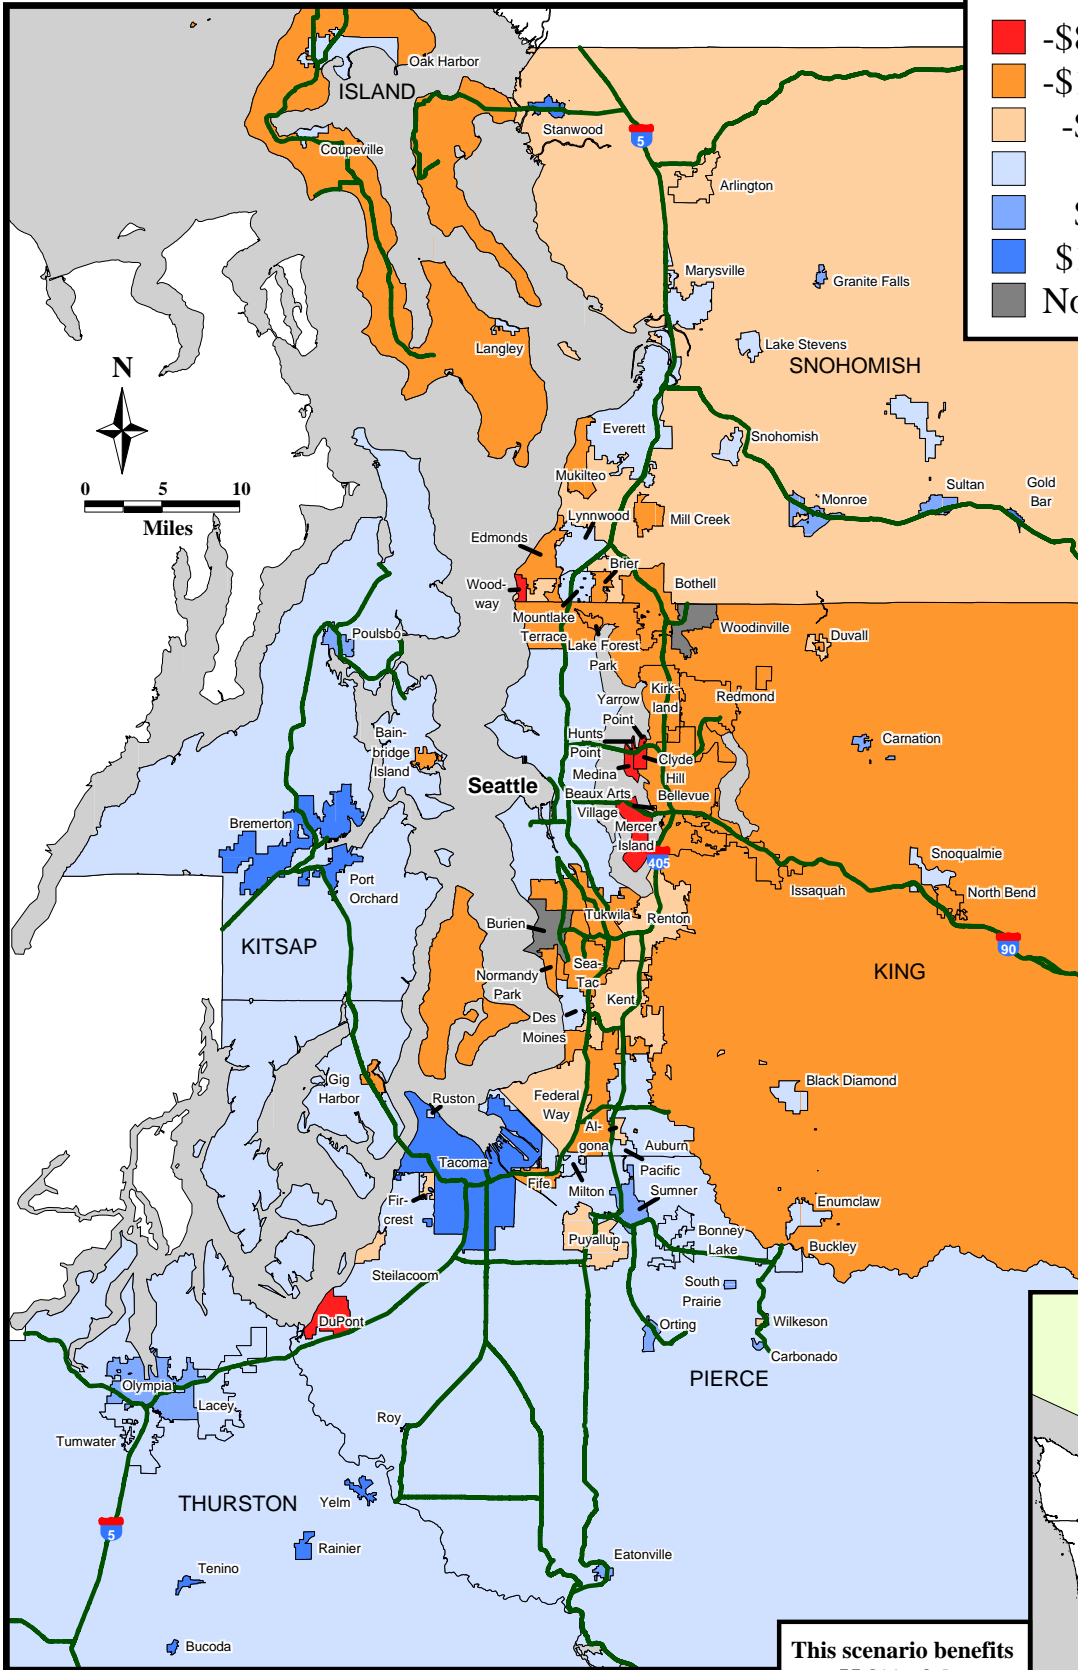 -$8
-$
-$
$
$
No
Oak Harbor
ISLAND
Stanwood
5
Coupeville
Arlington
Marysville
Granite Falls
Langley
Lake Stevens
SNOHOMISH
N
Everett
Snohomish
0 5 10
Miles
Mukilteo
Monroe
Sultan
Gold
Bar
Lynnwood
Mill Creek
Edmonds
Brier
Bothell
Wood-
way
Mountlake
Terrace
Woodinville
Duvall
Lake Forest
Park
Poulsbo
Kirk-
land
Redmond
Yarrow
Point
Bain-
bridge
Island
Hunts
Point
Carnation
Clyde
Hill
Medina
Seattle
Beaux Arts
Village
Bellevue
Bremerton
Mercer
Island
405
Snoqualmie
Port
Orchard
Issaquah
North Bend
Burien
Tukwila
Renton
KITSAP
90
KING
Sea-
Tac
Normandy
Park
Kent
Des
Moines
Gig
Harbor
Black Diamond
Ruston
Federal
Way
Al-
gona
Auburn
Tacoma
Pacific
Fife
Milton
Sumner
Fir-
crest
Enumclaw
Puyallup
Bonney
Lake
Buckley
Steilacoom
South
Prairie
DuPont
Orting
Wilkeson
Carbonado
PIERCE
Olympia
Lacey
Roy
Tumwater
THURSTON
Yelm
5
Rainier
Eatonville
Tenino
Bucoda
This scenario benefits